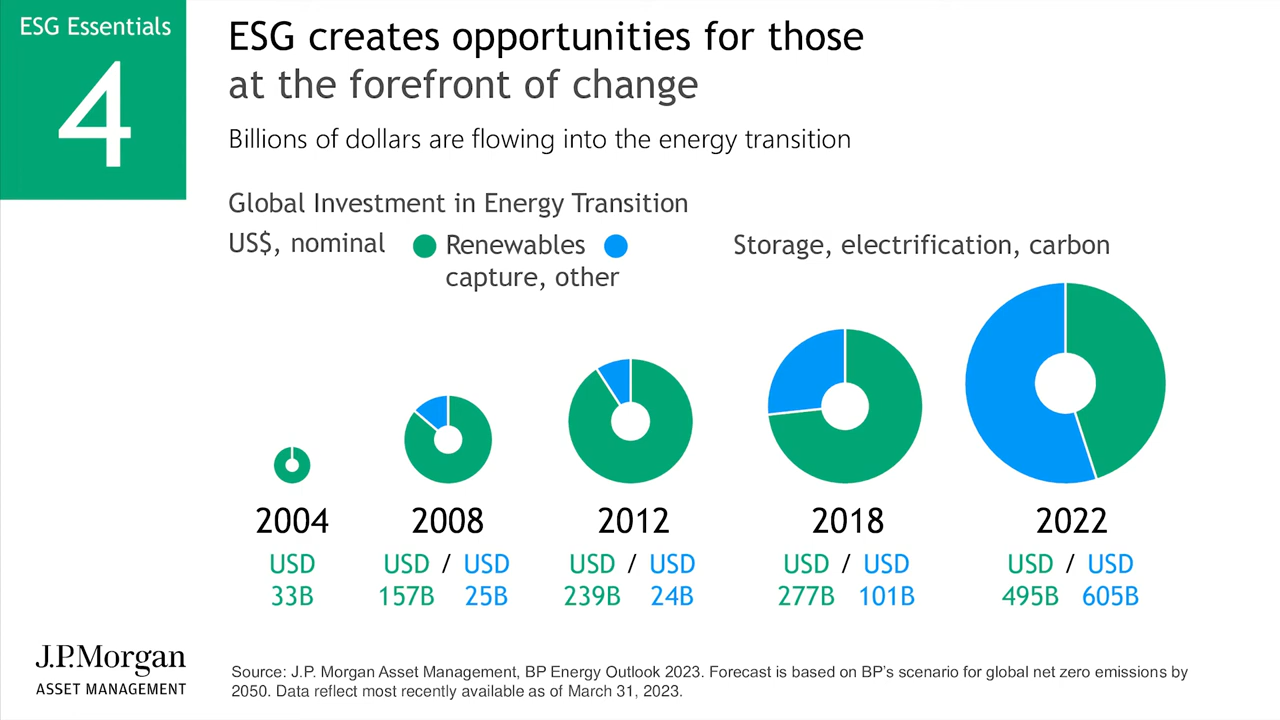 ESG Essentials
4
ESG creates opportunities for those
at the forefront of change
Billions of dollars are flowing into the energy transition
Global Investment in Energy Transition
US$, nominal Renewables Storage, electrification, carbon
capture, other
2004 2008 2012 2018 2022
USD USD / USD USD / USD USD / USD USD / USD
33B 157B 25B 239B 24B 277B 101B 495B 605B
J.P.Morgan
ASSET MANAGEMENT
Source: J.P. Morgan Asset Management, BP Energy Outlook 2023. Forecast is based on BP's scenario for global net zero emissions by
2050. Data reflect most recently available as of March 31, 2023.